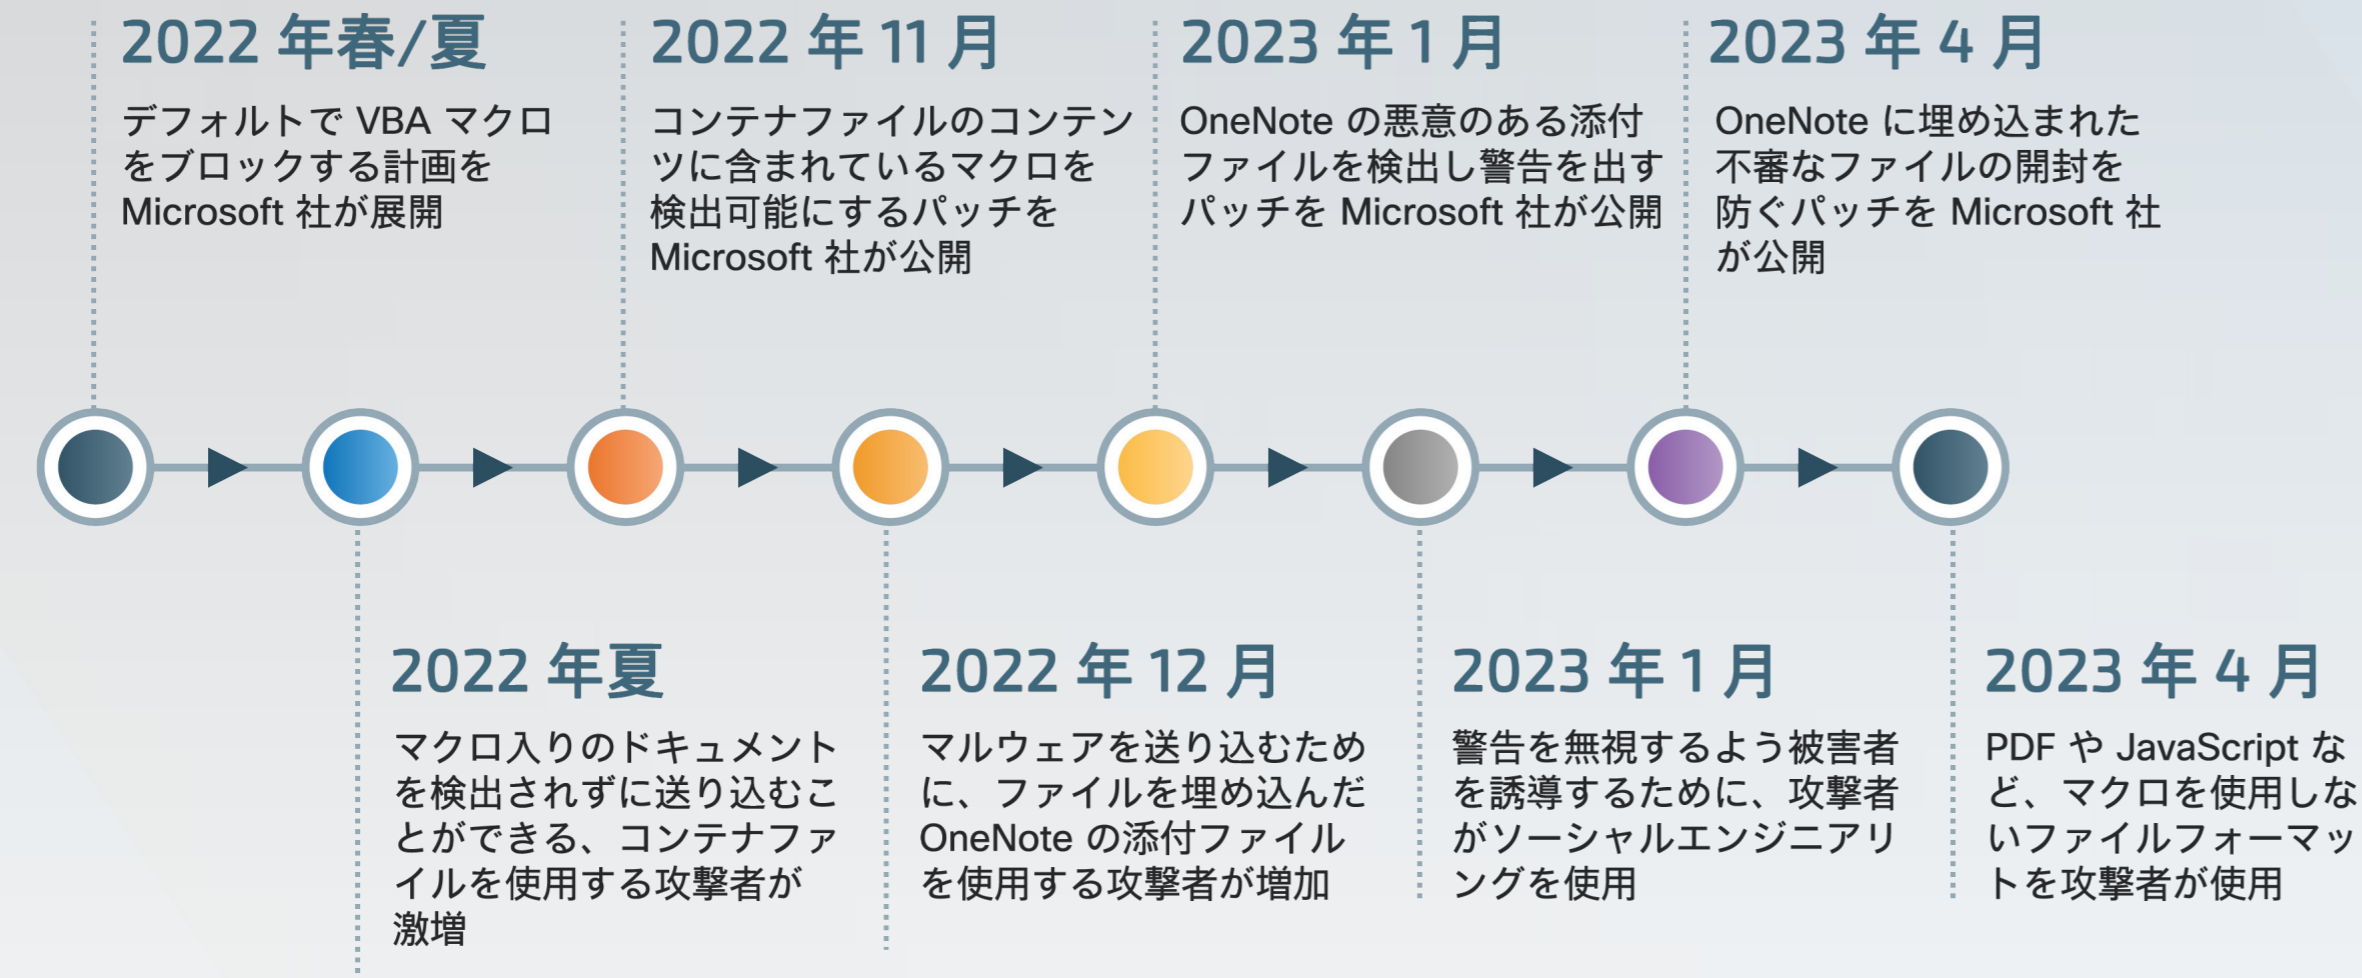 2022 年春/夏
デフォルトで VBA マクロ
をブロックする計画を
Microsoft 社が展開
2022 年 11 月
コンテナファイルのコンテン
ツに含まれているマクロを
検出可能にするパッチを
Microsoft 社が公開
2023 年 1 月
OneNote の悪意のある添付
ファイルを検出し警告を出す
パッチを Microsoft 社が公開
2023 年 4 月
OneNote に埋め込まれた
不審なファイルの開封を
防ぐパッチを Microsoft 社
が公開
2022 年夏
マクロ入りのドキュメント
を検出されずに送り込むこ
とができる、コンテナファ
イルを使用する攻撃者が
激増
2022 年 12 月
マルウェアを送り込むため
に、ファイルを埋め込んだ
OneNote の添付ファイル
を使用する攻撃者が増加
2023 年 1 月
警告を無視するよう被害者
を誘導するために、攻撃者
がソーシャルエンジニアリ
ングを使用
2023 年 4 月
PDF や JavaScript な
ど、マクロを使用しな
いファイルフォーマッ
トを攻撃者が使用